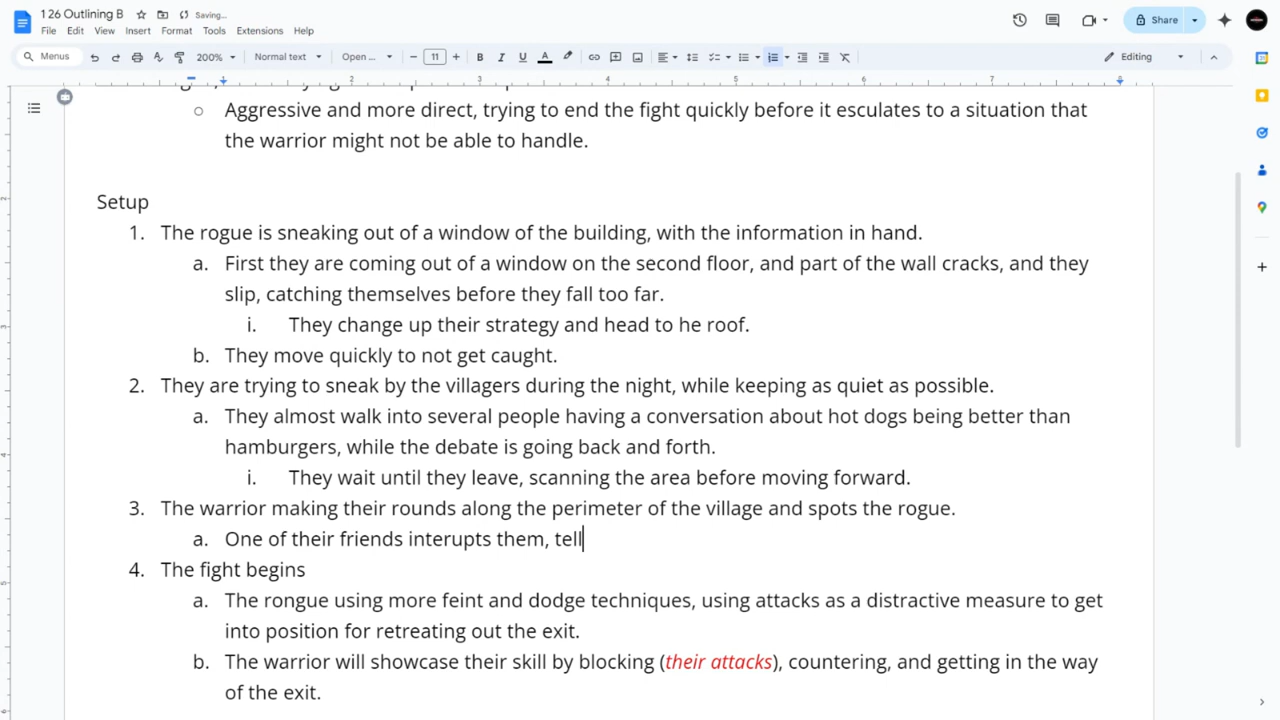 1 26 Outlining B
Saving...
File Edit View Insert Format Tools Extensions Help
Share
Menus
200%
Normal text
Open ...
11
Editing
2 3 4 5 6 7
Aggressive and more direct, trying to end the fight quickly before it esculates to a situation that
the warrior might not be able to handle.
Setup
1. The rogue is sneaking out of a window of the building, with the information in hand.
a. First they are coming out of a window on the second floor, and part of the wall cracks, and they
slip, catching themselves before they fall too far.
i. They change up their strategy and head to he roof.
b. They move quickly to not get caught.
2. They are trying to sneak by the villagers during the night, while keeping as quiet as possible.
a. They almost walk into several people having a conversation about hot dogs being better than
hamburgers, while the debate is going back and forth.
i. They wait until they leave, scanning the area before moving forward.
3. The warrior making their rounds along the perimeter of the village and spots the rogue.
a. One of their friends interupts them, tell
4. The fight begins
a. The rongue using more feint and dodge techniques, using attacks as a distractive measure to get
into position for retreating out the exit.
b. The warrior will showcase their skill by blocking (their attacks), countering, and getting in the way
of the exit.